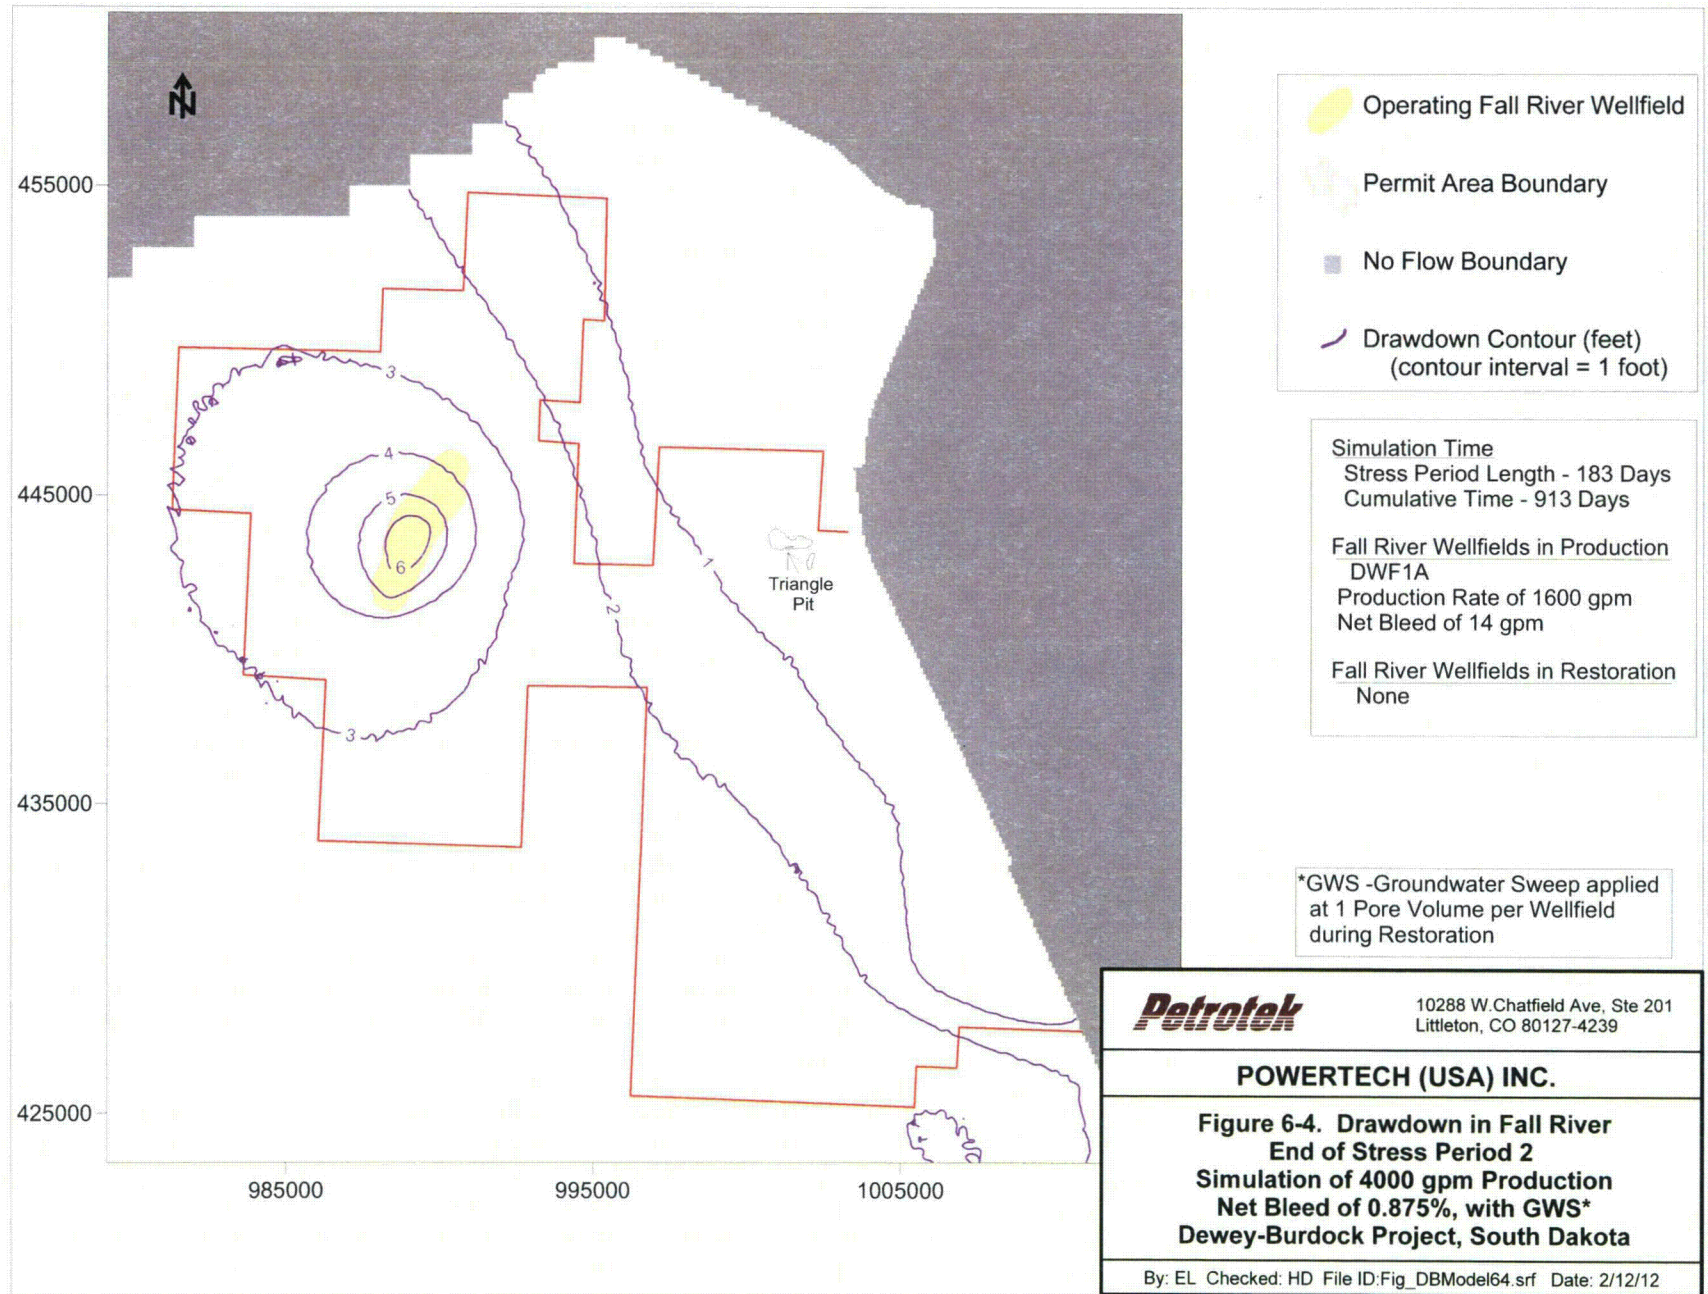 N
455000
445000
435000
425000
985000
995000
1005000
3
4
5
6
3
2
1
Triangle
Pit
Operating Fall River Wellfield
Permit Area Boundary
No Flow Boundary
Drawdown Contour (feet)
(contour interval = 1 foot)
Simulation Time
Stress Period Length - 183 Days
Cumulative Time - 913 Days
Fall River Wellfields in Production
DWF1A
Production Rate of 1600 gpm
Net Bleed of 14 gpm
Fall River Wellfields in Restoration
None
*GWS -Groundwater Sweep applied
at 1 Pore Volume per Wellfield
during Restoration
Petrotek
10288 W.Chatfield Ave, Ste 201
Littleton, CO 80127-4239
POWERTECH (USA) INC.
Figure 6-4. Drawdown in Fall River
End of Stress Period 2
Simulation of 4000 gpm Production
Net Bleed of 0.875%, with GWS*
Dewey-Burdock Project, South Dakota
By: EL Checked: HD File ID:Fig_DBModel64.srf Date: 2/12/12